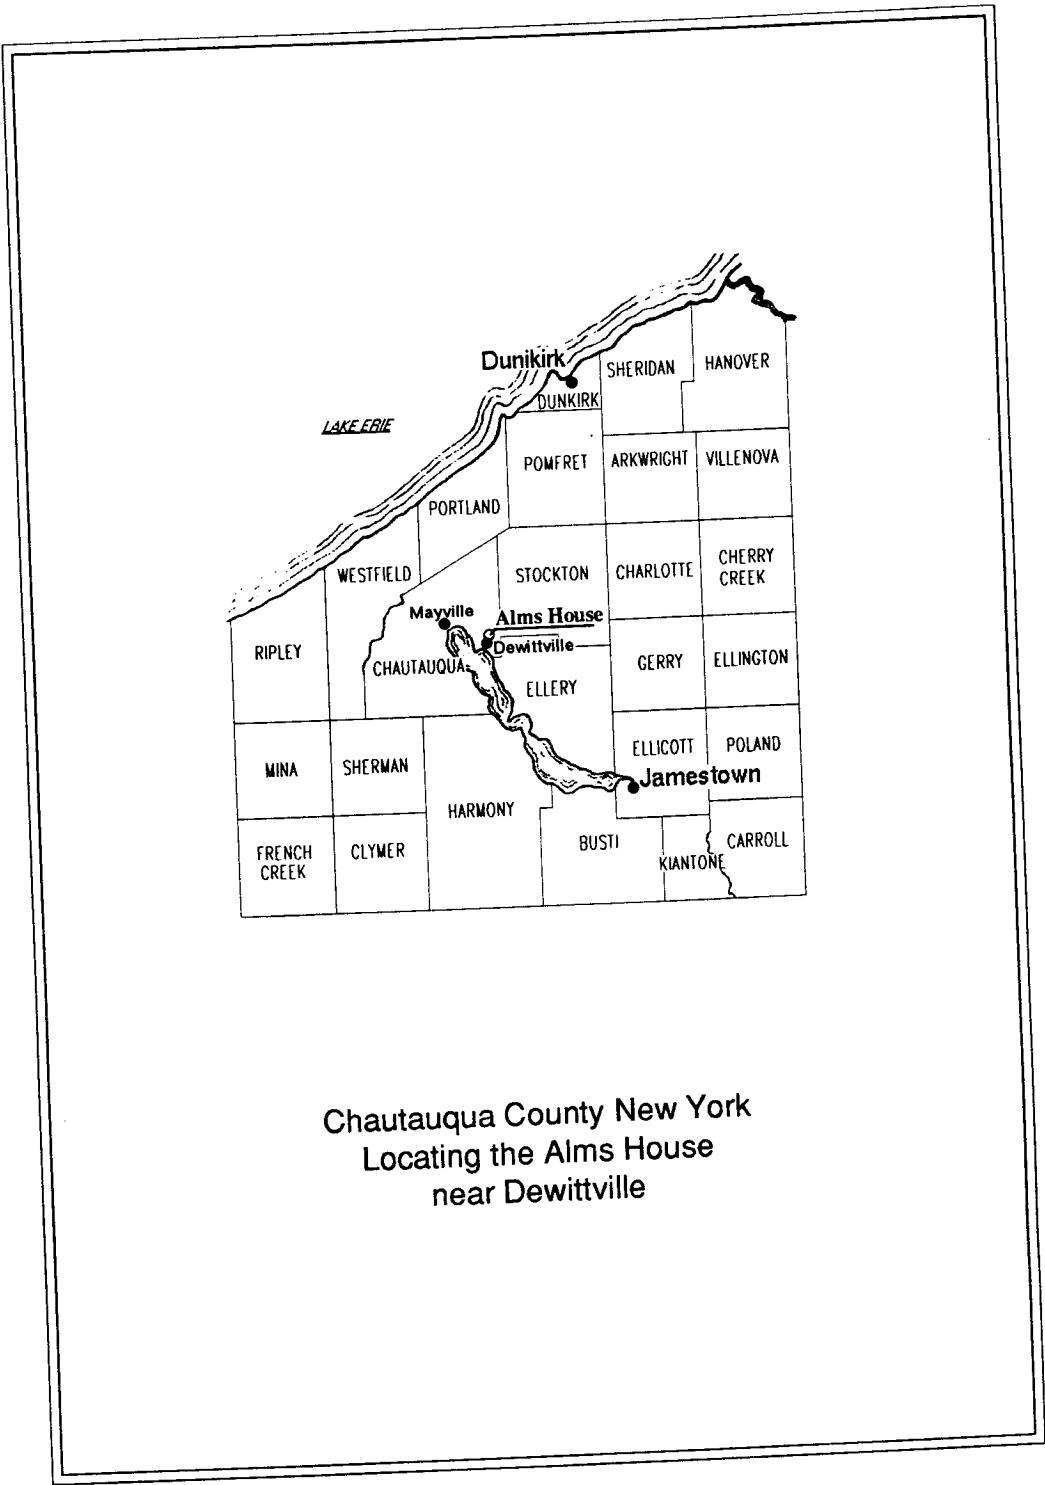 Dunikirk
SHERIDAN
HANOVER
DUNKIRK
LAKE ERIE
POMFRET
ARKWRIGHT
VILLENOVA
PORTLAND
WESTFIELD
STOCKTON
CHARLOTTE
CHERRY
CREEK
Mayville
Alms House
Dewittville
RIPLEY
CHAUTAUQUA
ELLERY
GERRY
ELLINGTON
MINA
SHERMAN
ELLICOTT
POLAND
Jamestown
HARMONY
FRENCH
CREEK
CLYMER
BUSTI
KIANTONE
CARROLL
Chautauqua County New York
Locating the Alms House
near Dewittville